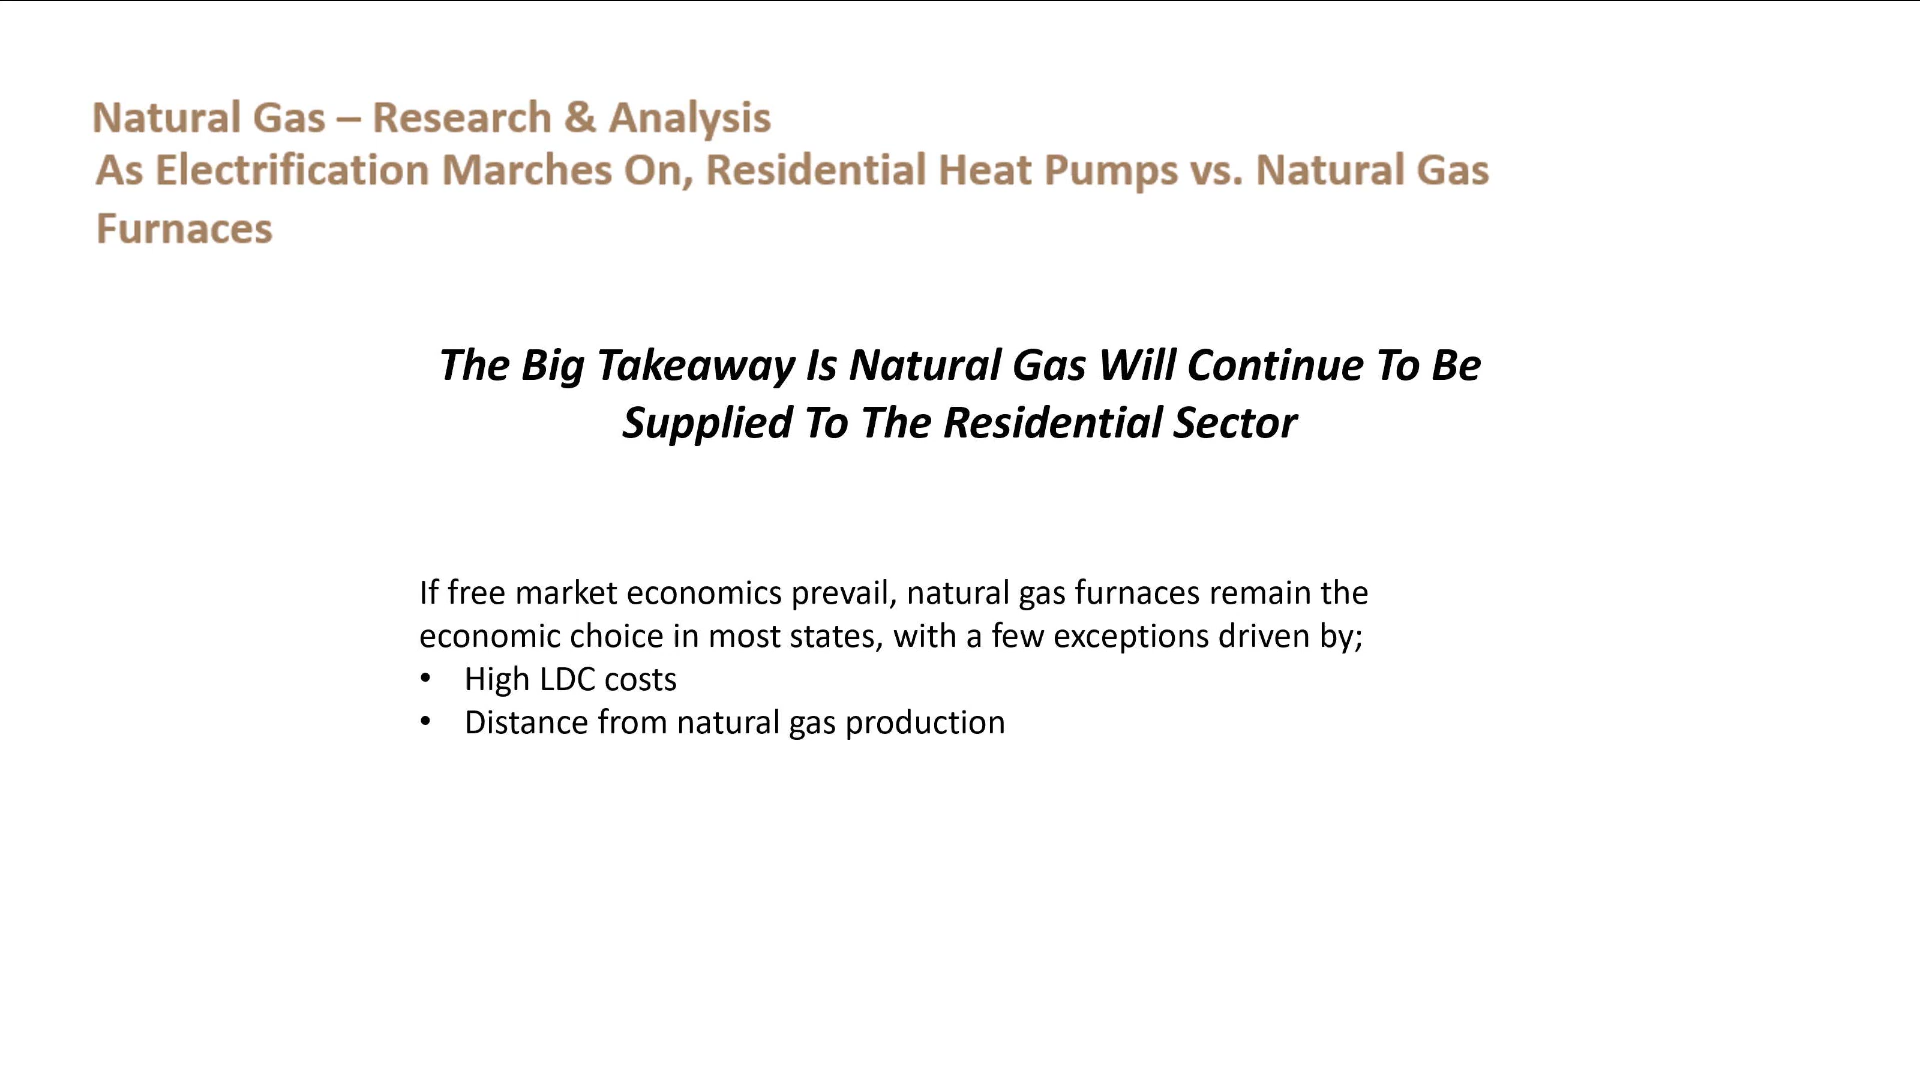 Natural Gas – Research & Analysis
As Electrification Marches On, Residential Heat Pumps vs. Natural Gas
Furnaces
The Big Takeaway Is Natural Gas Will Continue To Be
Supplied To The Residential Sector
If free market economics prevail, natural gas furnaces remain the
economic choice in most states, with a few exceptions driven by;
• High LDC costs
• Distance from natural gas production